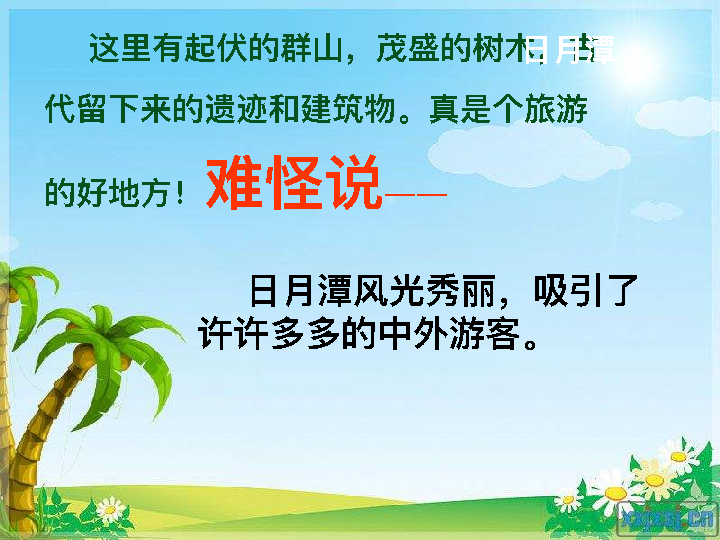 这里有起伏的群山，茂盛的树木，古
日月潭
代留下来的遗迹和建筑物。真是个旅游
的好地方！难怪说——
日月潭风光秀丽，吸引了
许许多多的中外游客。